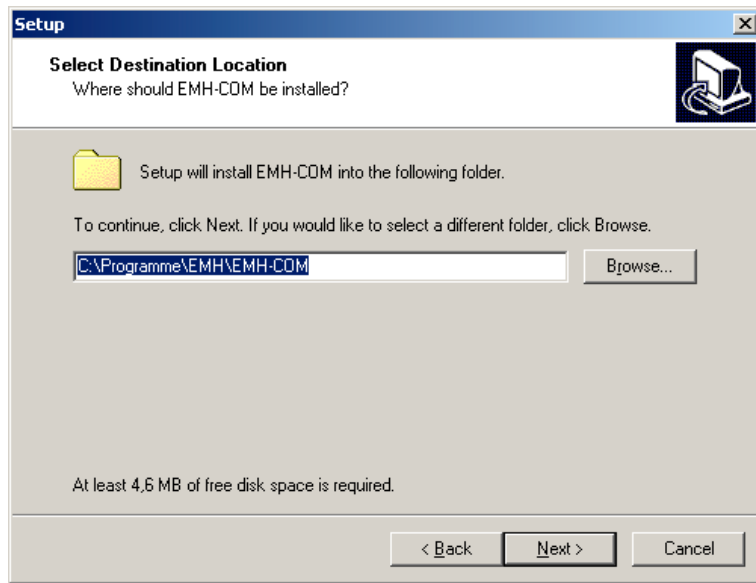 Setup
Select Destination Location
Where should EMH-COM be installed?
Setup will install EMH-COM into the following folder.
To continue, click Next. If you would like to select a different folder, click Browse.
C:\Programme\EMH\EMH-COM
Browse...
At least 4,6 MB of free disk space is required.
< Back
Next >
Cancel